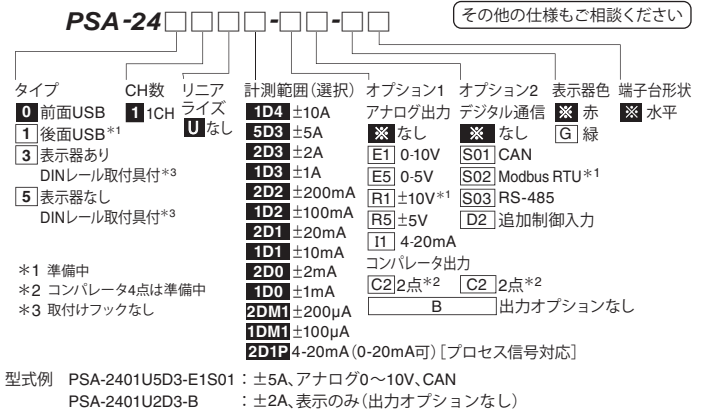 その他の仕様もご相談ください
PSA-24□□□□-□□-□□
タイプ
0 前面USB
1 後面USB*1
3 表示器あり
DINレール取付具付*3
5 表示器なし
DINレール取付具付*3
*1 準備中
*2 コンパレータ4点は準備中
*3 取付けフックなし
CH数
1 1CH
リニア
ライズ
U なし
計測範囲(選択)
1D4 ±10A
5D3 ±5A
2D3 ±2A
1D3 ±1A
2D2 ±200mA
1D2 ±100mA
2D1 ±20mA
1D1 ±10mA
2D0 ±2mA
1D0 ±1mA
2DM1 ±200μA
1DM1 ±100μA
2D1P 4-20mA(0-20mA可)[プロセス信号対応]
オプション1
アナログ出力
※ なし
E1 0-10V
E5 0-5V
R1 ±10V*1
R5 ±5V
I1 4-20mA
コンパレータ出力
C2 2点*2
オプション2
デジタル通信
※ なし
S01 CAN
S02 Modbus RTU*1
S03 RS-485
D2 追加制御入力
C2 2点*2
B 出力オプションなし
表示器色
※ 赤
G 緑
端子台形状
※ 水平
型式例 PSA-2401U5D3-E1S01:±5A、アナログ0〜10V、CAN
PSA-2401U2D3-B :±2A、表示のみ(出力オプションなし)